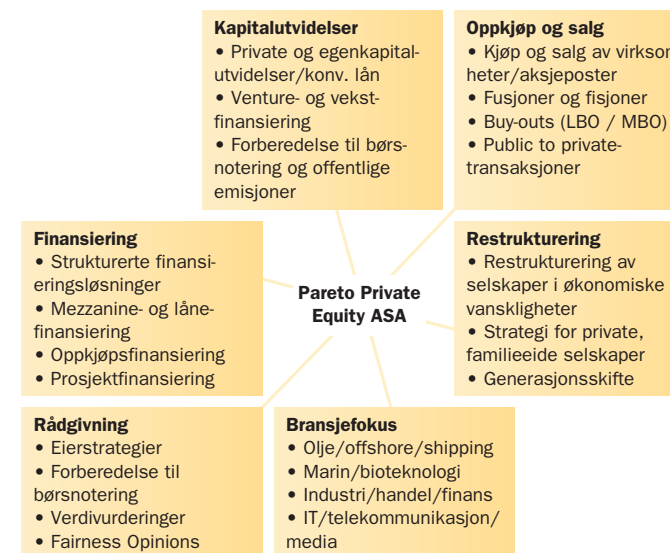 Kapitalutvidelser
• Private og egenkapital-
utvidelser/konv. lån
• Venture- og vekst-
finansiering
• Forberedelse til børs-
notering og offentlige
emisjoner
Oppkjøp og salg
• Kjøp og salg av virksom
heter/aksjeposter
• Fusjoner og fisjoner
• Buy-outs (LBO / MBO)
• Public to private-
transaksjoner
Finansiering
• Strukturerte finansi-
eringsløsninger
• Mezzanine- og låne-
finansiering
• Oppkjøpsfinansiering
• Prosjektfinansiering
Pareto Private
Equity ASA
Restrukturering
• Restrukturering av
selskaper i økonomiske
vanskligheter
• Strategi for private,
familieeide selskaper
• Generasjonsskifte
Rådgivning
• Eierstrategier
• Forberedelse til
børsnotering
• Verdivurderinger
• Fairness Opinions
Bransjefokus
• Olje/offshore/shipping
• Marin/bioteknologi
• Industri/handel/finans
• IT/telekommunikasjon/
media